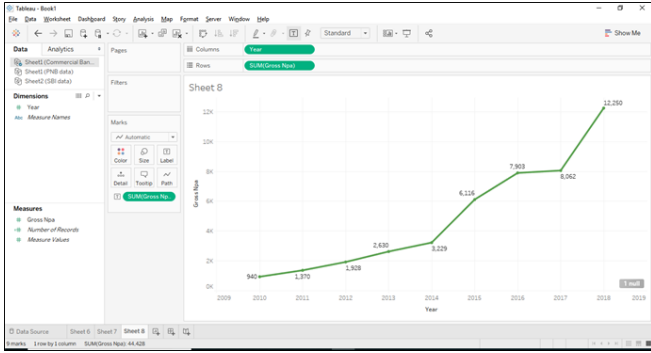 Tableau - Book1
File Data Worksheet Dashboard Story Analysis Map Format Server Window Help
Standard
Show Me
Data Analytics
Sheet1 (Commercial Ban...
Sheet1 (PNB data)
Sheet2 (SBI data)
Dimensions
Year
Abc Measure Names
Measures
Gross Npa
Number of Records
Measure Values
Pages
Filters
Marks
Automatic
Color Size Label
Detail Tooltip Path
SUM(Gross Np..
Columns Year
Rows SUM(Gross Npa)
Sheet 8
12K
10K
8K
6K
4K
2K
0K
Gross Npa
940
1,370
1,928
2,630
3,229
6,116
7,903
8,062
12,250
1 null
2009 2010 2011 2012 2013 2014 2015 2016 2017 2018 2019
Year
Data Source Sheet 6 Sheet 7 Sheet 8
9 marks 1 row by 1 column SUM(Gross Npa): 44,428